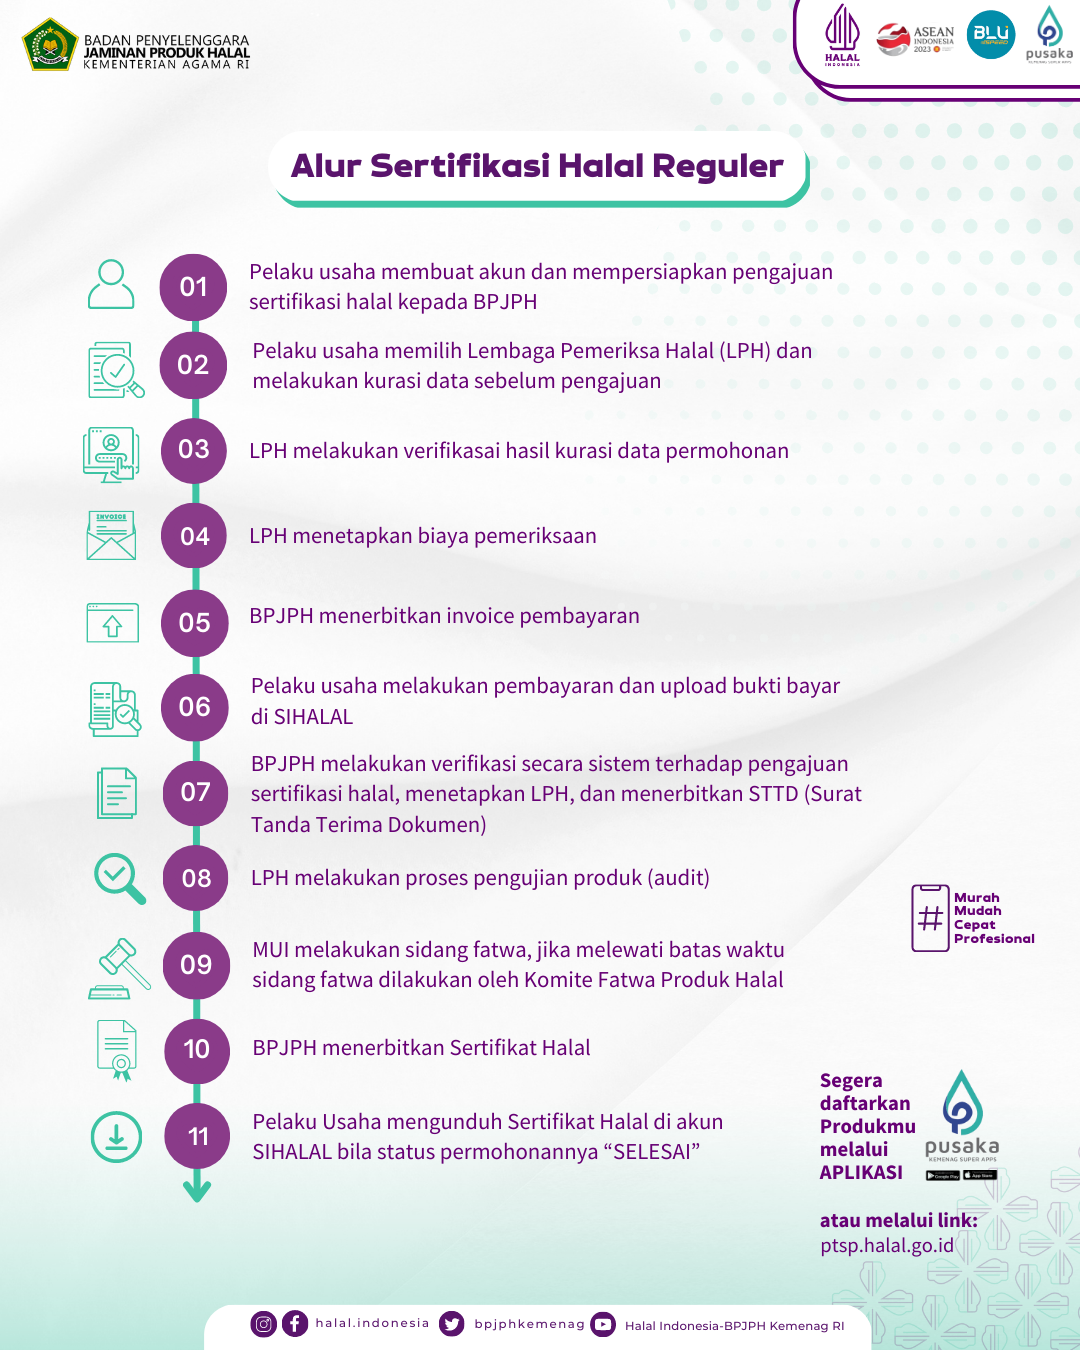 BADAN PENYELENGGARA
JAMINAN PRODUK HALAL
KEMENTERIAN AGAMA RI
HALAL
INDONESIA
ASEAN
INDONESIA
2023
BLU
SPEED
pusaka
KEMENAG SUPER APPS
Alur Sertifikasi Halal Reguler
01
Pelaku usaha membuat akun dan mempersiapkan pengajuan
sertifikasi halal kepada BPJPH
02
Pelaku usaha memilih Lembaga Pemeriksa Halal (LPH) dan
melakukan kurasi data sebelum pengajuan
03
LPH melakukan verifikasai hasil kurasi data permohonan
INVOICE
04
LPH menetapkan biaya pemeriksaan
05
BPJPH menerbitkan invoice pembayaran
06
Pelaku usaha melakukan pembayaran dan upload bukti bayar
di SIHALAL
07
BPJPH melakukan verifikasi secara sistem terhadap pengajuan
sertifikasi halal, menetapkan LPH, dan menerbitkan STTD (Surat
Tanda Terima Dokumen)
08
LPH melakukan proses pengujian produk (audit)
#
Murah
Mudah
Cepat
Profesional
09
MUI melakukan sidang fatwa, jika melewati batas waktu
sidang fatwa dilakukan oleh Komite Fatwa Produk Halal
10
BPJPH menerbitkan Sertifikat Halal
11
Pelaku Usaha mengunduh Sertifikat Halal di akun
SIHALAL bila status permohonannya “SELESAI”
Segera
daftarkan
Produkmu
melalui
APLIKASI
pusaka
KEMENAG SUPER APPS
Google Play
App Store
atau melalui link:
ptsp.halal.go.id
halal.indonesia
bpjphkemenag
Halal Indonesia-BPJPH Kemenag RI